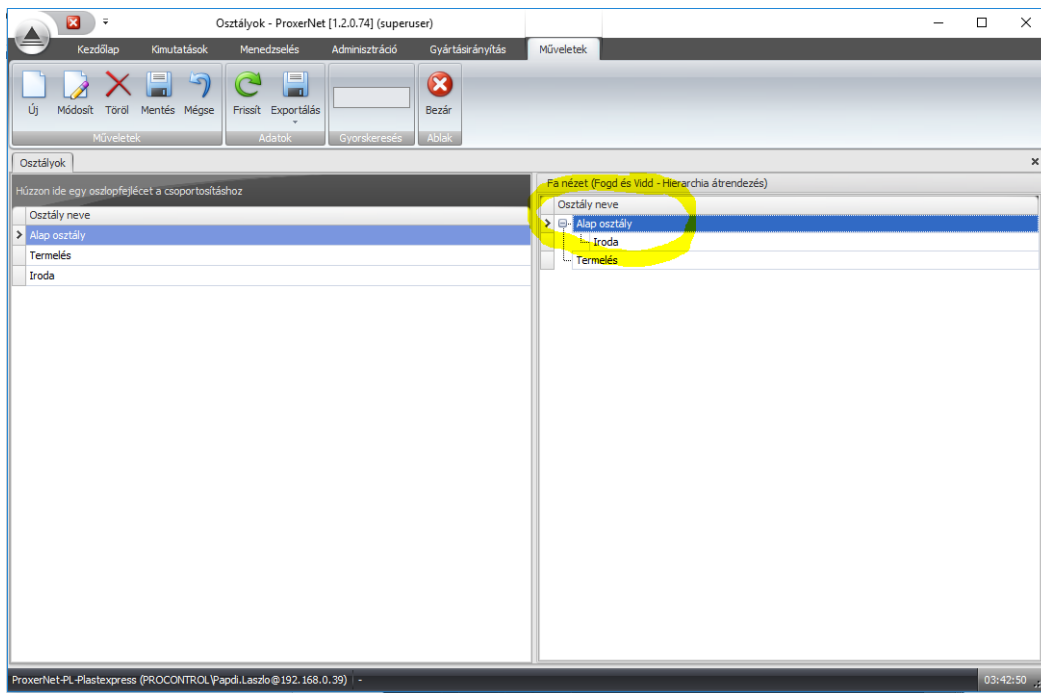 Osztályok - ProxerNet [1.2.0.74] (superuser)
Kezdőlap Kimutatások Menedzselés Adminisztráció Gyártásirányítás Műveletek
Új Módosít Töröl Mentés Mégse Frissít Exportálás Bezár
Műveletek Adatok Gyorskeresés Ablak
Osztályok
Húzzon ide egy oszlopfejlécet a csoportosításhoz
Osztály neve
Alap osztály
Termelés
Iroda
Fa nézet (Fogd és Vidd - Hierarchia átrendezés)
Osztály neve
Alap osztály
Iroda
Termelés
ProxerNet-PL-Plastexpress (PROCONTROL\Papdi.Laszlo@192.168.0.39) - 03:42:50